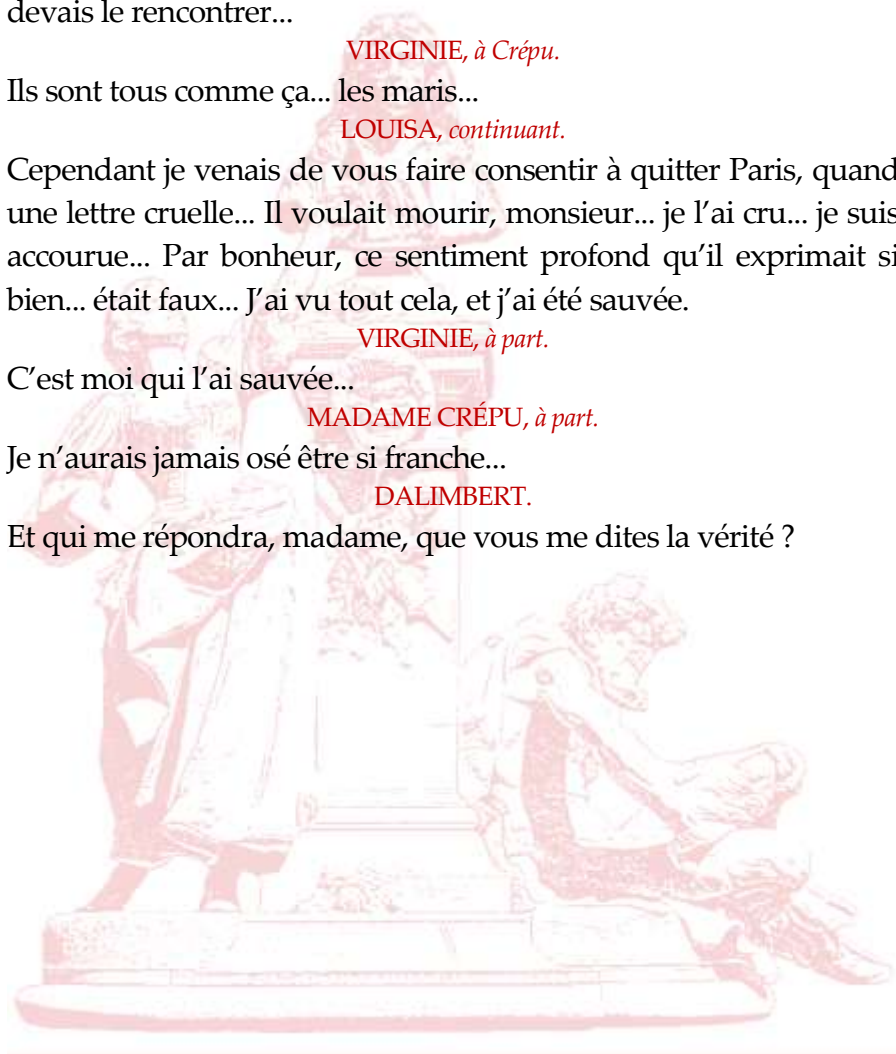 devais le rencontrer...
VIRGINIE, à Crépu.
Ils sont tous comme ça... les maris...
LOUISA, continuant.
Cependant je venais de vous faire consentir à quitter Paris, quand
une lettre cruelle... Il voulait mourir, monsieur... je l'ai cru... je suis
accourue... Par bonheur, ce sentiment profond qu'il exprimait si
bien... était faux... J'ai vu tout cela, et j'ai été sauvée.
VIRGINIE, à part.
C'est moi qui l'ai sauvée...
MADAME CRÉPU, à part.
Je n'aurais jamais osé être si franche...
DALIMBERT.
Et qui me répondra, madame, que vous me dites la vérité ?